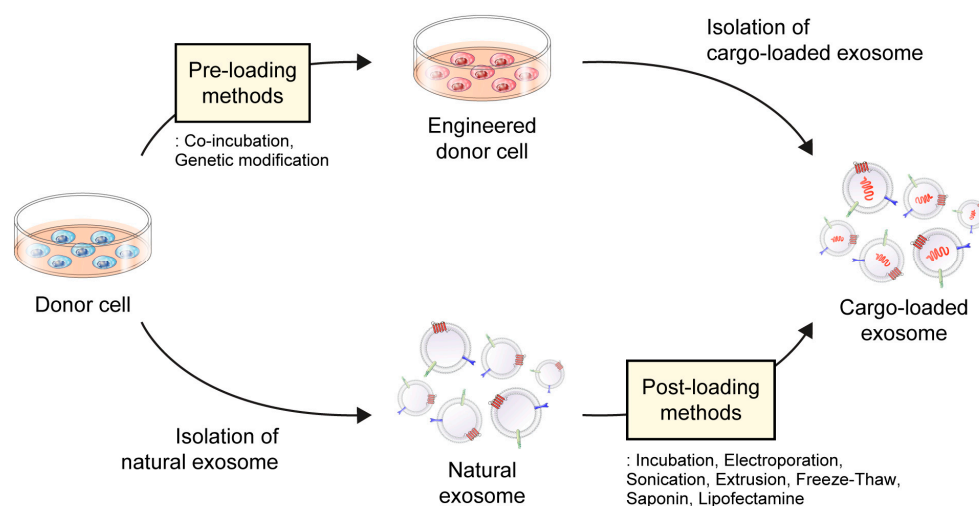 Pre-loading
methods
: Co-incubation,
Genetic modification
Engineered
donor cell
Isolation of
cargo-loaded exosome
Donor cell
Cargo-loaded
exosome
Isolation of
natural exosome
Natural
exosome
Post-loading
methods
: Incubation, Electroporation,
Sonication, Extrusion, Freeze-Thaw,
Saponin, Lipofectamine